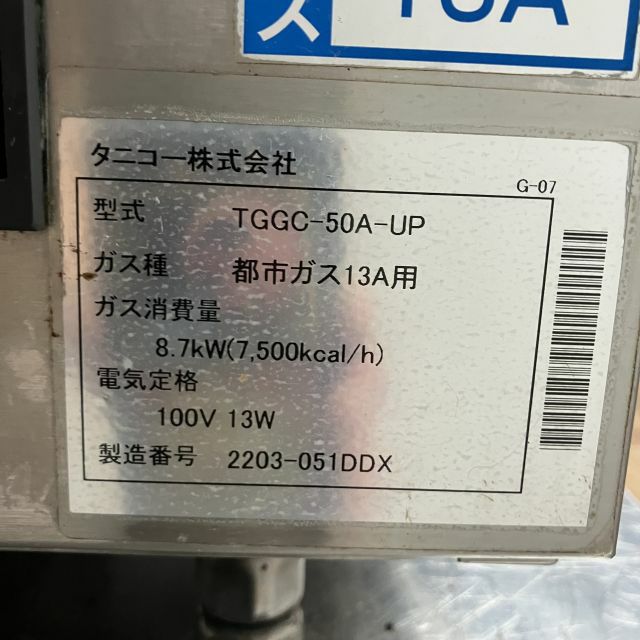 ス
タニコー株式会社
G-07
型式 TGGC-50A-UP
ガス種 都市ガス13A用
ガス消費量
8.7kW(7,500kcal/h)
電気定格
100V 13W
製造番号 2203-051DDX